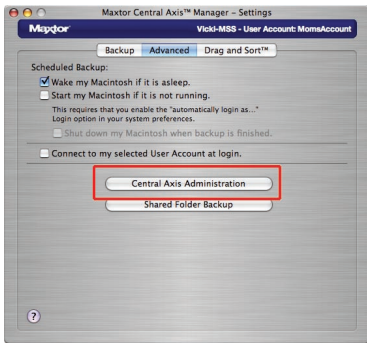 Maxtor Central Axis™ Manager – Settings
Maxtor
Vicki-MSS - User Account: MomsAccount
Backup Advanced Drag and Sort™
Scheduled Backup:
Wake my Macintosh if it is asleep.
Start my Macintosh if it is not running.
This requires that you enable the "automatically login as..."
Login option in your system preferences.
Shut down my Macintosh when backup is finished.
Connect to my selected User Account at login.
Central Axis Administration
Shared Folder Backup
?